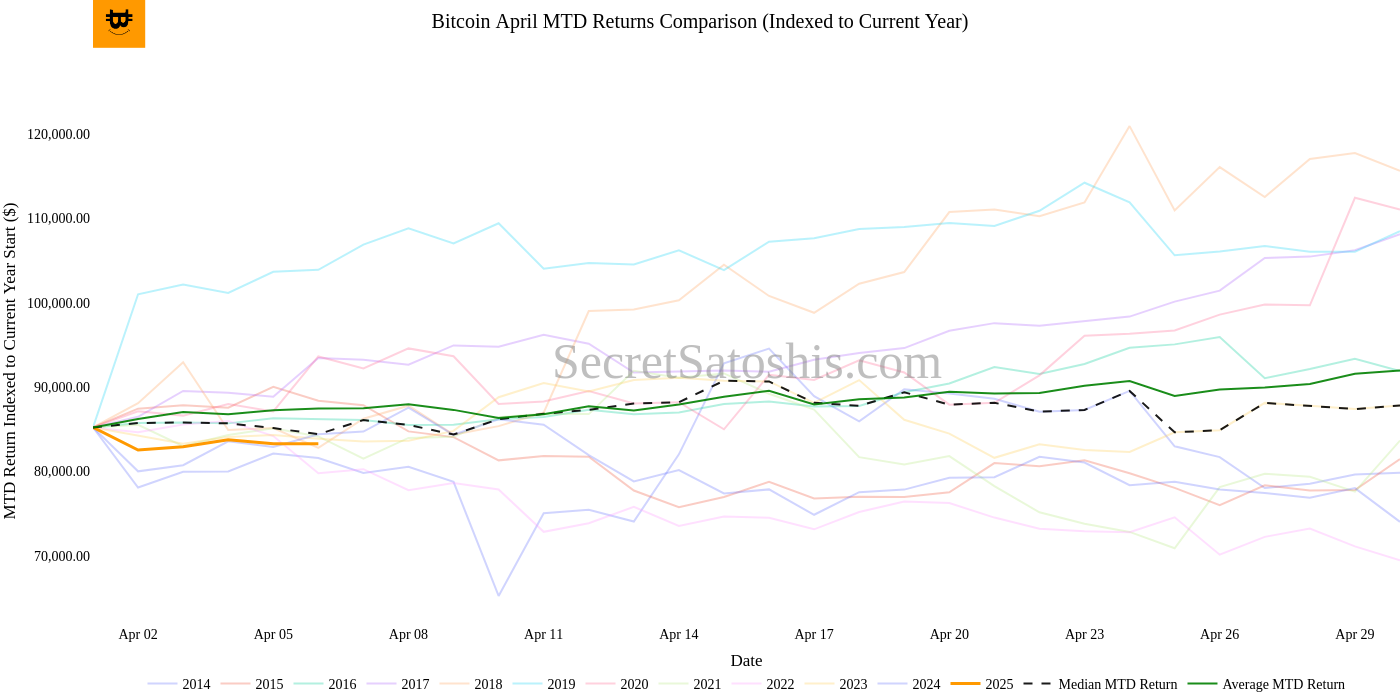 Bitcoin April MTD Returns Comparison (Indexed to Current Year)
MTD Return Indexed to Current Year Start ($)
120,000.00
110,000.00
100,000.00
90,000.00
80,000.00
70,000.00
SecretSatoshis.com
Apr 02 Apr 05 Apr 08 Apr 11 Apr 14 Apr 17 Apr 20 Apr 23 Apr 26 Apr 29
Date
2014 2015 2016 2017 2018 2019 2020 2021 2022 2023 2024 2025 Median MTD Return Average MTD Return